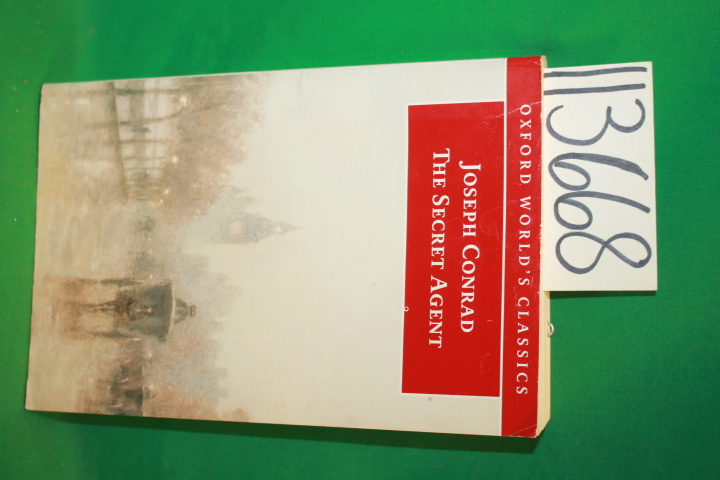 113668
OXFORD WORLD'S CLASSICS
JOSEPH CONRAD
THE SECRET AGENT